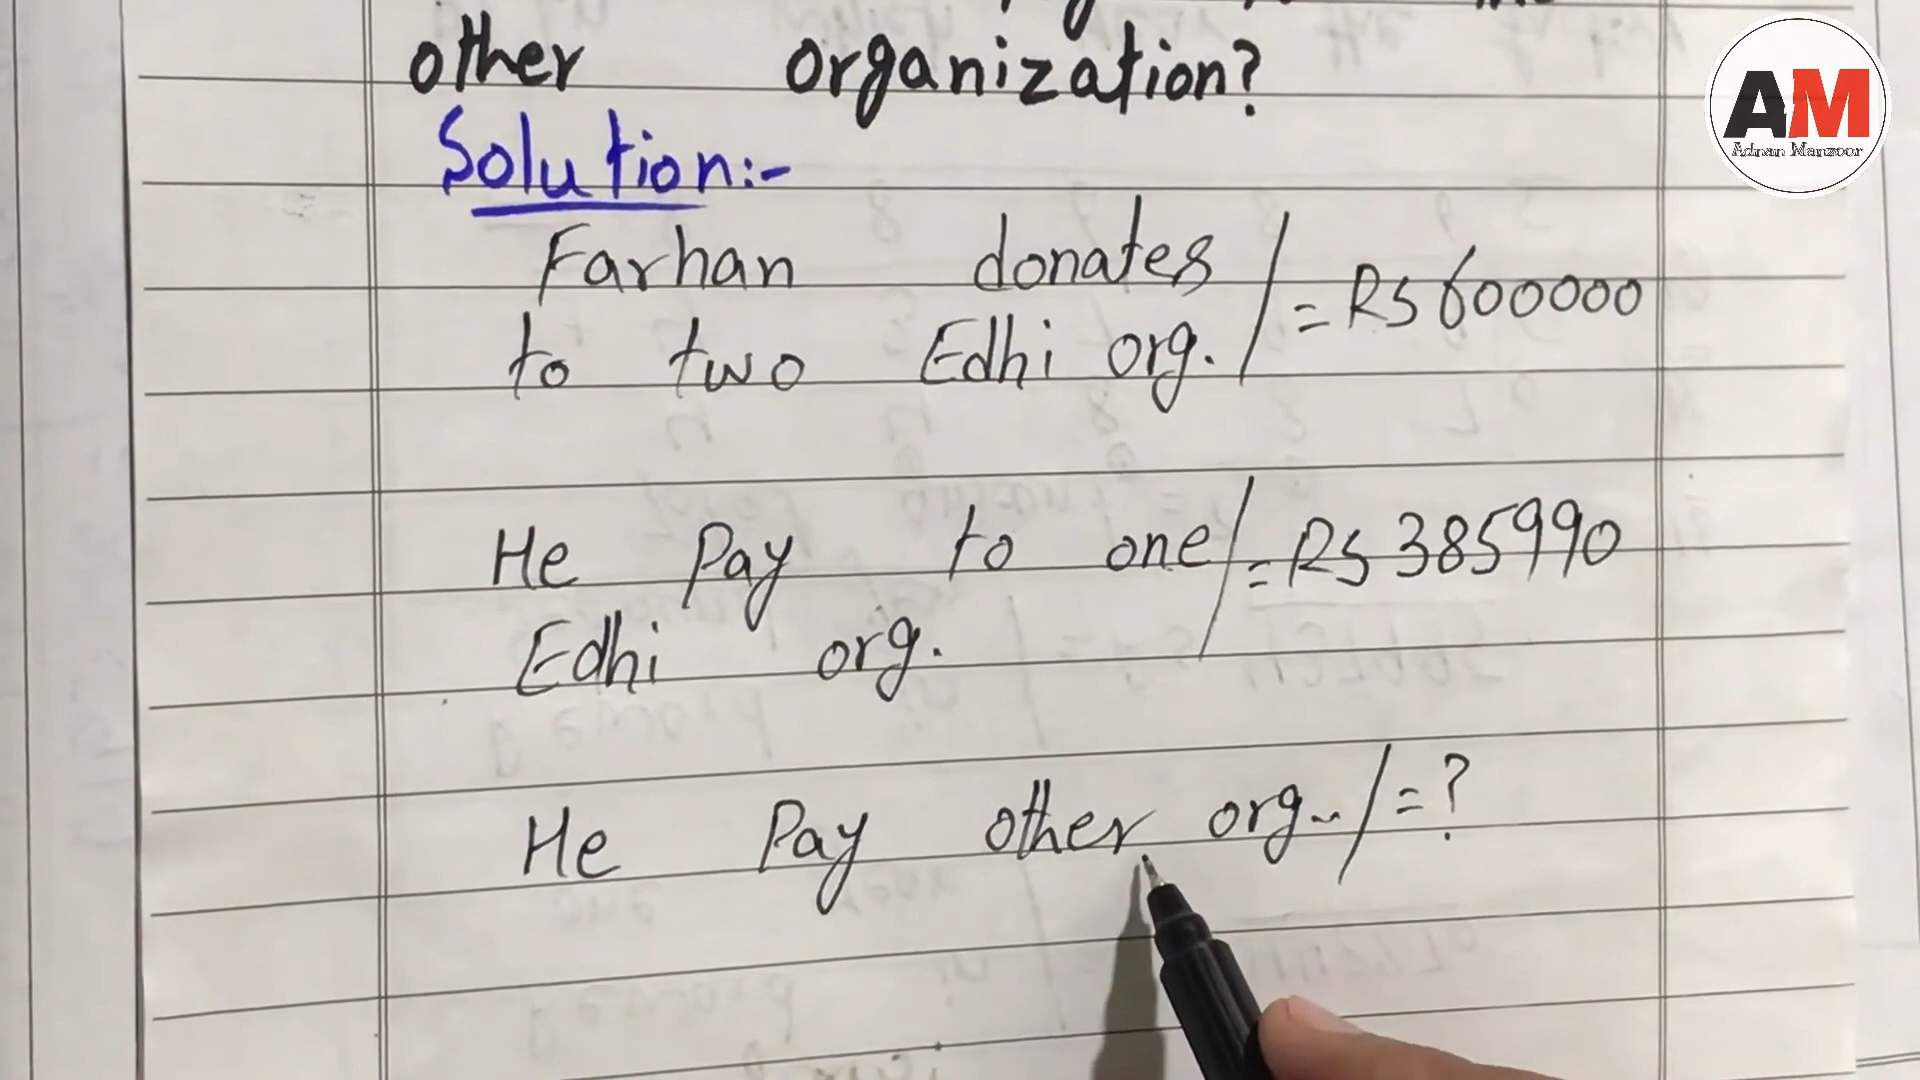 other organization?
Solution:-
Farhan donates
to two Edhi org. = Rs 600000
He Pay to one = Rs 385990
Edhi org.
He Pay other org.. = ?
AM
Adnan Manzoor